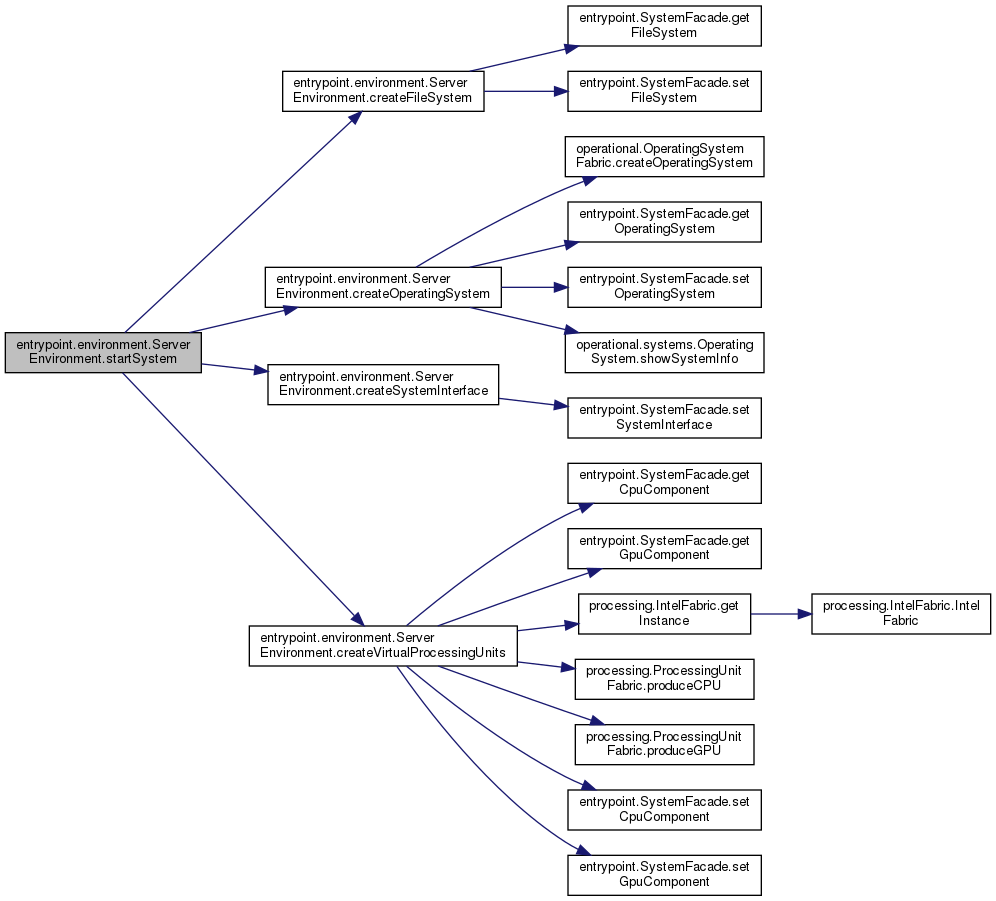 entrypoint.SystemFacade.get
FileSystem
entrypoint.environment.Server
Environment.createFileSystem
entrypoint.SystemFacade.set
FileSystem
operational.OperatingSystem
Fabric.createOperatingSystem
entrypoint.SystemFacade.get
OperatingSystem
entrypoint.environment.Server
Environment.createOperatingSystem
entrypoint.SystemFacade.set
OperatingSystem
entrypoint.environment.Server
Environment.startSystem
operational.systems.Operating
System.showSystemInfo
entrypoint.environment.Server
Environment.createSystemInterface
entrypoint.SystemFacade.set
SystemInterface
entrypoint.SystemFacade.get
CpuComponent
entrypoint.SystemFacade.get
GpuComponent
processing.IntelFabric.get
Instance
processing.IntelFabric.Intel
Fabric
entrypoint.environment.Server
Environment.createVirtualProcessingUnits
processing.ProcessingUnit
Fabric.produceCPU
processing.ProcessingUnit
Fabric.produceGPU
entrypoint.SystemFacade.set
CpuComponent
entrypoint.SystemFacade.set
GpuComponent